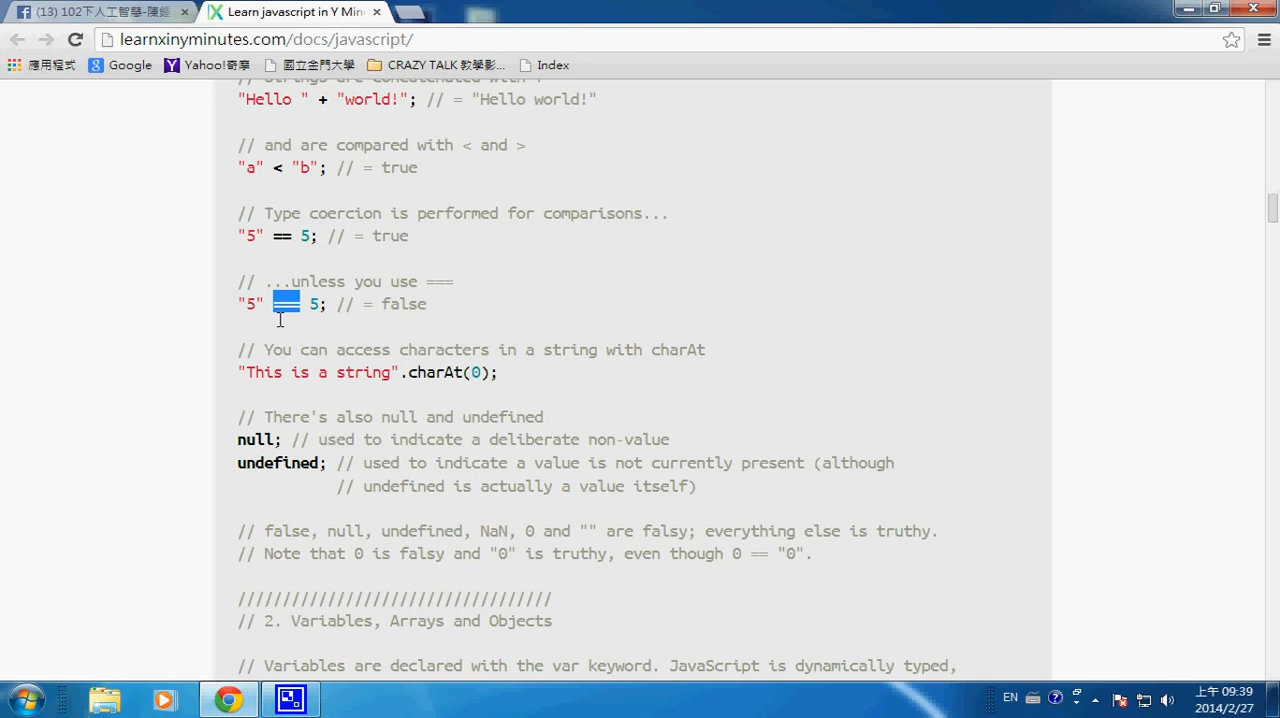 (13) 102下人工智慧-陳鍾
Learn javascript in Y Min
learnxinyminutes.com/docs/javascript/
應用程式 Google Yahoo!奇摩 國立金門大學 CRAZY TALK 教學影... Index
// Strings are concatenated with +
"Hello " + "world!"; // = "Hello world!"
// and are compared with < and >
"a" < "b"; // = true
// Type coercion is performed for comparisons...
"5" == 5; // = true
// ...unless you use ===
"5" === 5; // = false
// You can access characters in a string with charAt
"This is a string".charAt(0);
// There's also null and undefined
null; // used to indicate a deliberate non-value
undefined; // used to indicate a value is not currently present (although
// undefined is actually a value itself)
// false, null, undefined, NaN, 0 and "" are falsy; everything else is truthy.
// Note that 0 is falsy and "0" is truthy, even though 0 == "0".
///////////////////////////////////
// 2. Variables, Arrays and Objects
// Variables are declared with the var keyword. JavaScript is dynamically typed,
EN
上午 09:39
2014/2/27